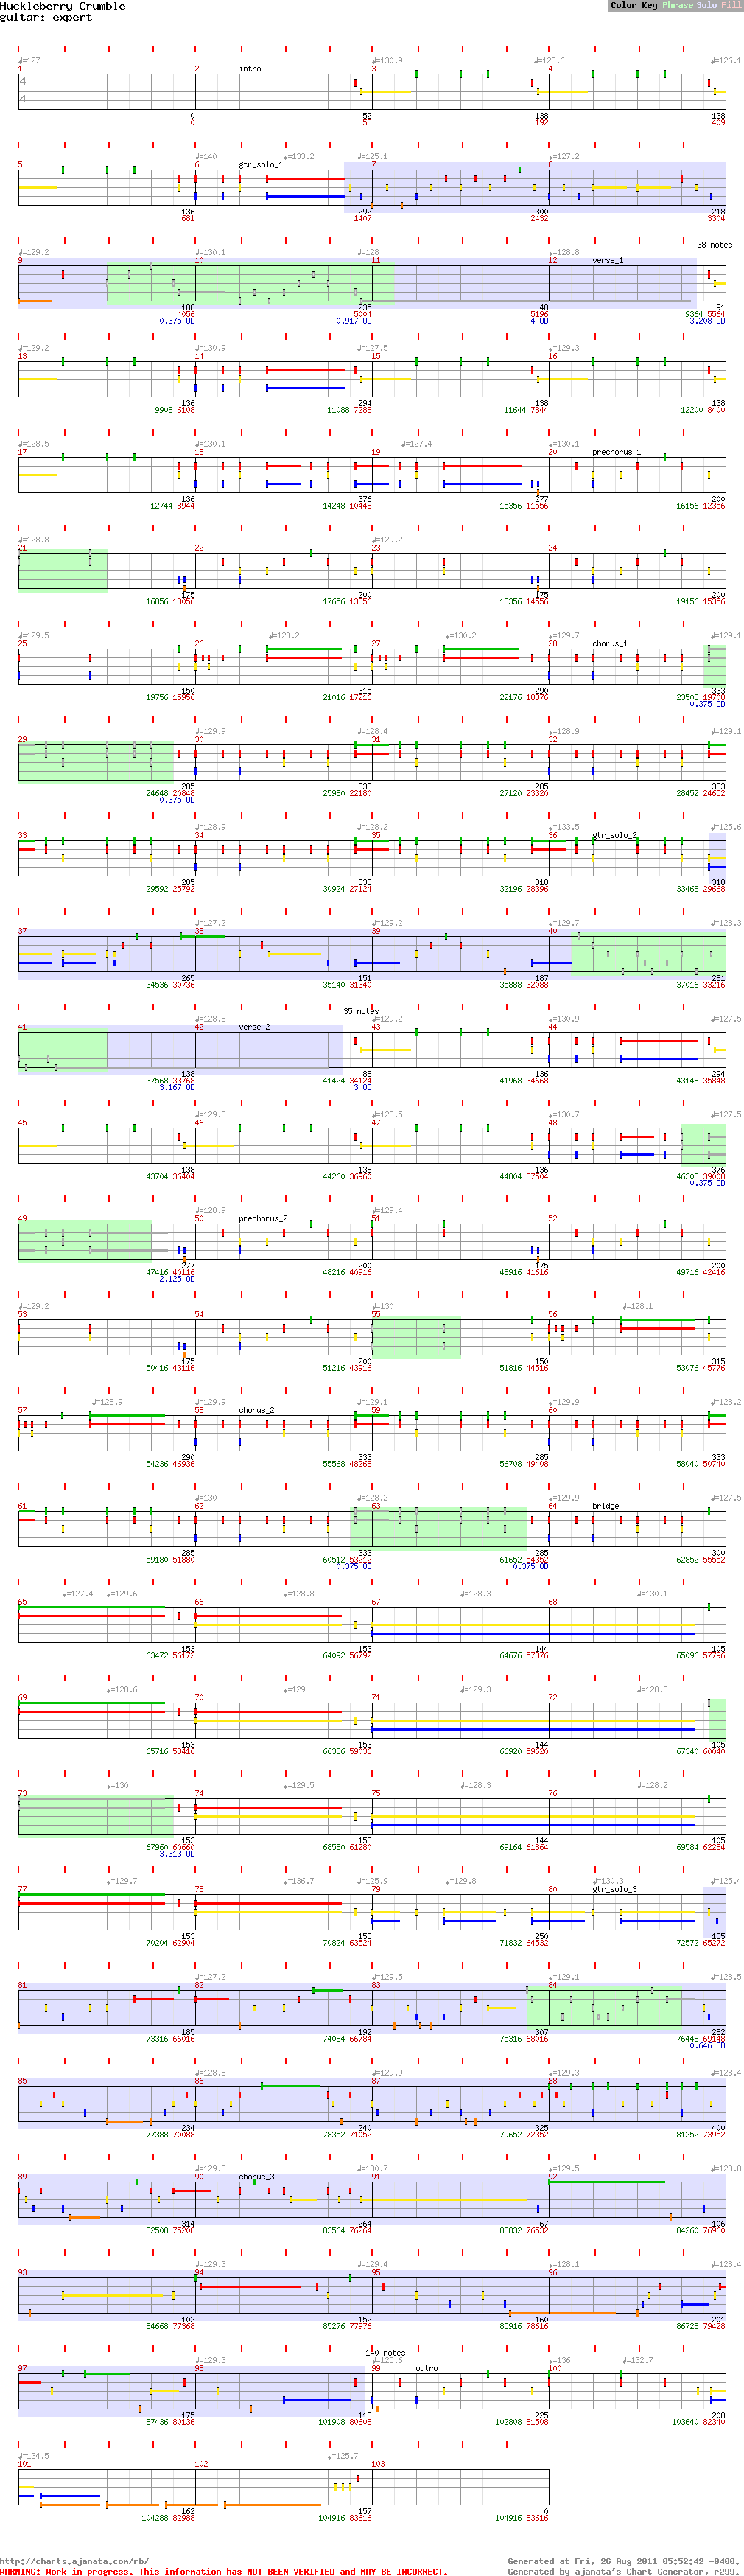 Huckleberry Crumble
guitar: expert
Color Key Phrase Solo Fill
♩=127 ♩=130.9 ♩=128.6 ♩=126.1
1 2 intro 3 4
4
4
0 52 138 138
0 53 192 409
♩=140 ♩=133.2 ♩=125.1 ♩=127.2
5 6 gtr_solo_1 7 8
136 292 300 218
681 1407 2432 3304
38 notes
♩=129.2 ♩=130.1 ♩=128 ♩=128.8
9 10 11 12 verse_1
188 235 48 91
4056 5004 5196 9364 5564
0.375 OD 0.917 OD 4 OD 3.208 OD
♩=129.2 ♩=130.9 ♩=127.5 ♩=129.3
13 14 15 16
136 294 138 138
9908 6108 11088 7288 11644 7844 12200 8400
♩=128.5 ♩=130.1 ♩=127.4 ♩=130.1
17 18 19 20 prechorus_1
136 376 277 200
12744 8944 14248 10448 15356 11556 16156 12356
♩=128.8 ♩=129.2
21 22 23 24
175 200 175 200
16856 13056 17656 13856 18356 14556 19156 15356
♩=129.5 ♩=128.2 ♩=130.2 ♩=129.7 ♩=129.1
25 26 27 28 chorus_1
150 315 290 333
19756 15956 21016 17216 22176 18376 23508 19708
0.375 OD
♩=129.9 ♩=128.4 ♩=128.9 ♩=129.1
29 30 31 32
285 333 285 333
24648 20848 25980 22180 27120 23320 28452 24652
0.375 OD
♩=128.9 ♩=128.2 ♩=133.5 ♩=125.6
33 34 35 36 gtr_solo_2
285 333 318 318
29592 25792 30924 27124 32196 28396 33468 29668
♩=127.2 ♩=129.2 ♩=129.7 ♩=128.3
37 38 39 40
265 151 187 281
34536 30736 35140 31340 35888 32088 37016 33216
35 notes
♩=128.8 ♩=129.2 ♩=130.9 ♩=127.5
41 42 verse_2 43 44
138 88 136 294
37568 33768 41424 34124 41968 34668 43148 35848
3.167 OD 3 OD
♩=129.3 ♩=128.5 ♩=130.7 ♩=127.5
45 46 47 48
138 138 136 376
43704 36404 44260 36960 44804 37504 46308 39008
0.375 OD
♩=128.9 ♩=129.4
49 50 prechorus_2 51 52
277 200 175 200
47416 40116 48216 40916 48916 41616 49716 42416
2.125 OD
♩=129.2 ♩=130 ♩=128.1
53 54 55 56
175 200 150 315
50416 43116 51216 43916 51816 44516 53076 45776
♩=128.9 ♩=129.9 ♩=129.1 ♩=129.9 ♩=128.2
57 58 chorus_2 59 60
290 333 285 333
54236 46936 55568 48268 56708 49408 58040 50740
♩=130 ♩=128.2 ♩=129.9 ♩=127.5
61 62 63 64 bridge
285 333 285 300
59180 51880 60512 53212 61652 54352 62852 55552
0.375 OD 0.375 OD
♩=127.4 ♩=129.6 ♩=128.8 ♩=128.3 ♩=130.1
65 66 67 68
153 153 144 105
63472 56172 64092 56792 64676 57376 65096 57796
♩=128.6 ♩=129 ♩=129.3 ♩=128.3
69 70 71 72
153 153 144 105
65716 58416 66336 59036 66920 59620 67340 60040
♩=130 ♩=129.5 ♩=128.3 ♩=128.2
73 74 75 76
153 153 144 105
67960 60660 68580 61280 69164 61864 69584 62284
3.313 OD
♩=129.7 ♩=136.7 ♩=125.9 ♩=129.8 ♩=130.3 ♩=125.4
77 78 79 80 gtr_solo_3
153 153 250 185
70204 62904 70824 63524 71832 64532 72572 65272
♩=127.2 ♩=129.5 ♩=129.1 ♩=128.5
81 82 83 84
185 192 307 282
73316 66016 74084 66784 75316 68016 76448 69148
0.646 OD
♩=128.8 ♩=129.9 ♩=129.3 ♩=128.4
85 86 87 88
234 240 325 400
77388 70088 78352 71052 79652 72352 81252 73952
♩=129.8 ♩=130.7 ♩=129.5 ♩=128.8
89 90 chorus_3 91 92
314 264 67 106
82508 75208 83564 76264 83832 76532 84260 76960
♩=129.3 ♩=129.4 ♩=128.1 ♩=128.4
93 94 95 96
102 152 160 201
84668 77368 85276 77976 85916 78616 86728 79428
140 notes
♩=129.3 ♩=125.6 ♩=136 ♩=132.7
97 98 99 outro 100
175 118 225 208
87436 80136 101908 80608 102808 81508 103640 82340
♩=134.5 ♩=125.7
101 102 103
162 157 0
104288 82988 104916 83616 104916 83616
http://charts.ajanata.com/rb/ Generated at Fri, 26 Aug 2011 05:52:42 -0400.
WARNING: Work in progress. This information has NOT BEEN VERIFIED and MAY BE INCORRECT. Generated by ajanata's Chart Generator, r299.